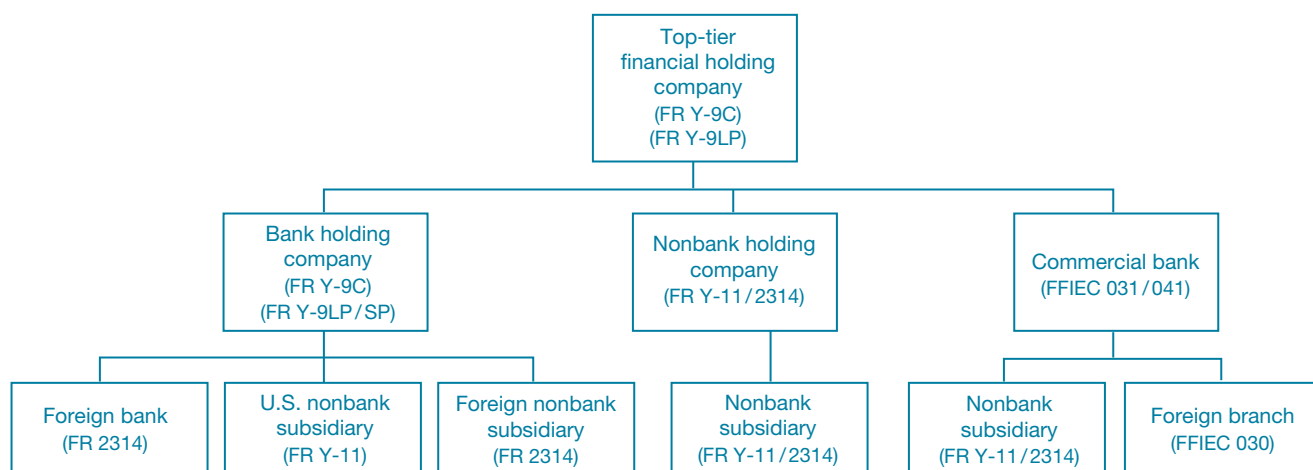 Top-tier
financial holding
company
(FR Y-9C)
(FR Y-9LP)
Bank holding
company
(FR Y-9C)
(FR Y-9LP/SP)
Nonbank holding
company
(FR Y-11/2314)
Commercial bank
(FFIEC 031/041)
Foreign bank
(FR 2314)
U.S. nonbank
subsidiary
(FR Y-11)
Foreign nonbank
subsidiary
(FR 2314)
Nonbank
subsidiary
(FR Y-11/2314)
Nonbank
subsidiary
(FR Y-11/2314)
Foreign branch
(FFIEC 030)